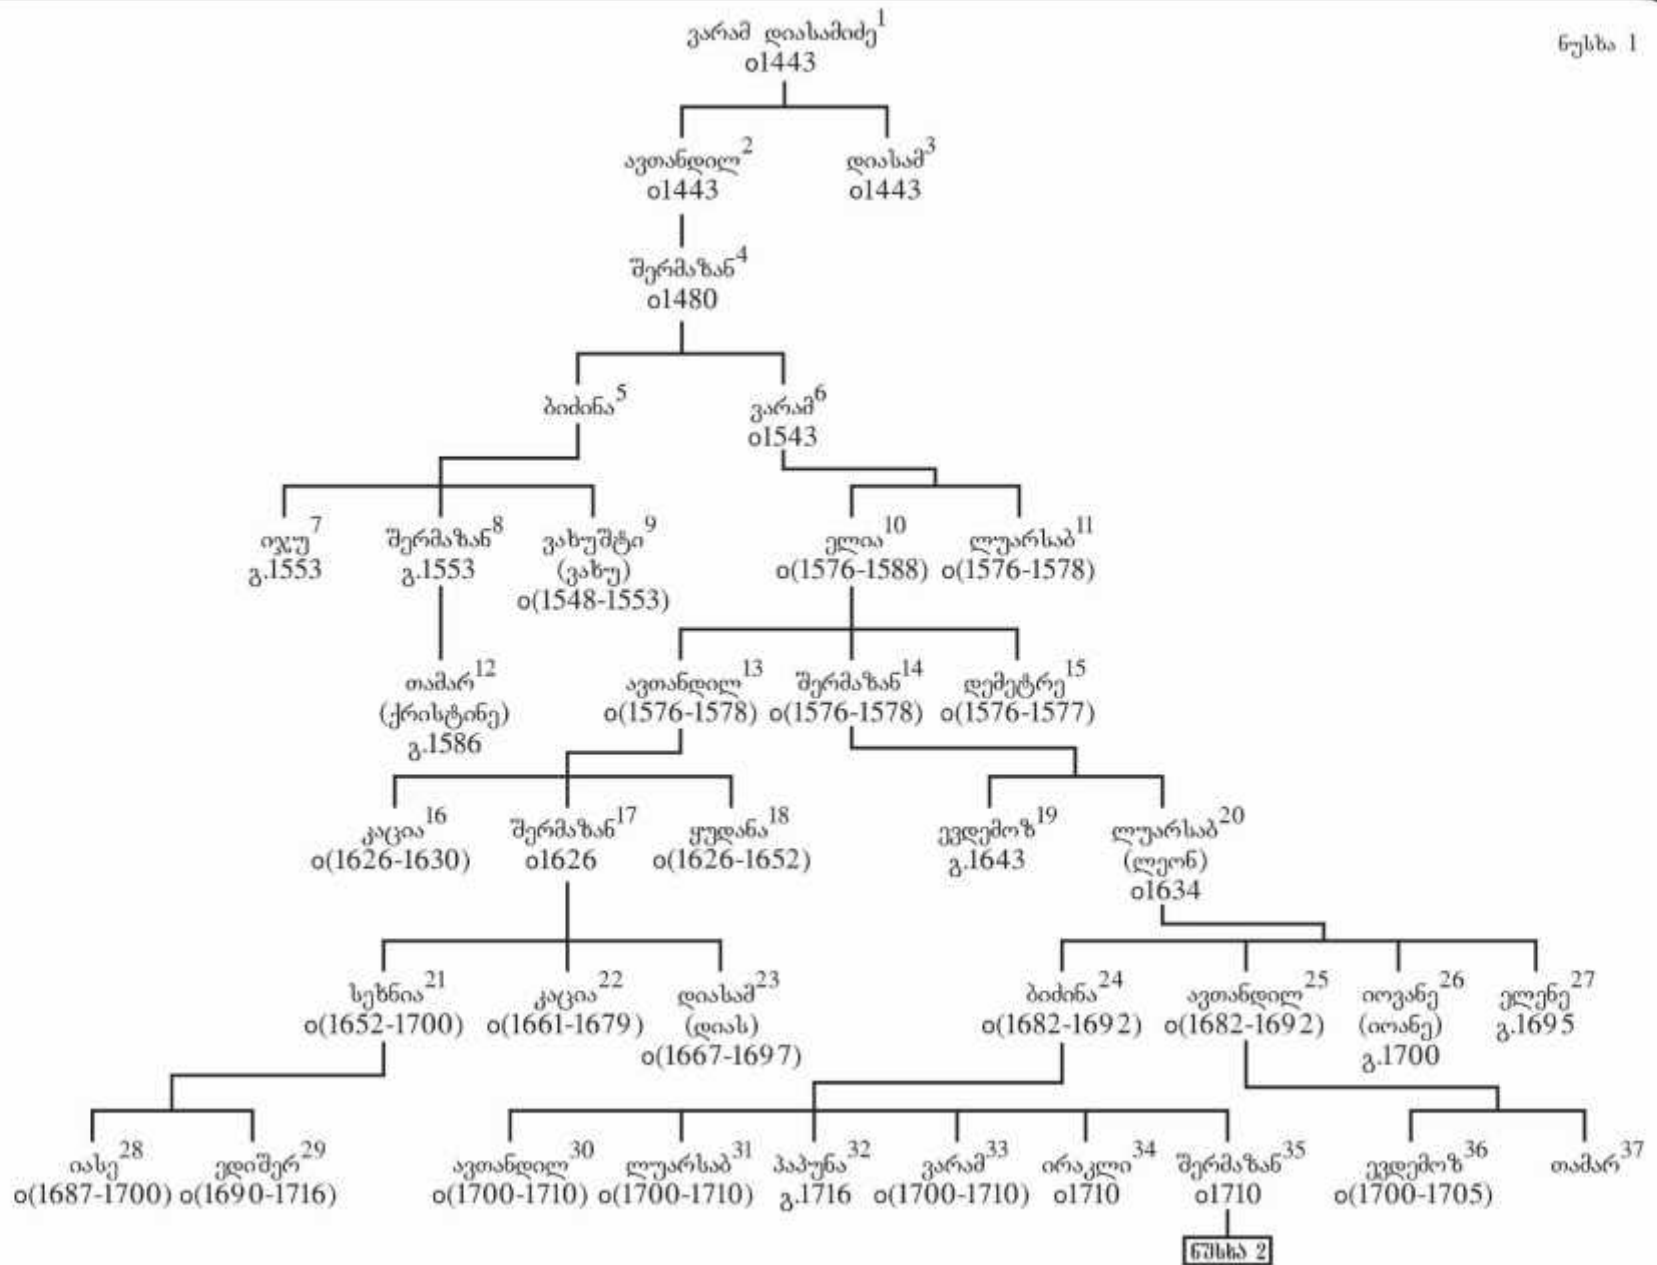 ნუსხა 1
ვარამ დიასამიძე1
ი1443
ავთანდილ2 დიასამ3
ი1443 ი1443
შერმაზან4
ი1480
ბიძინა5 ვარამ6
ი1543
იჯუ7 შერმაზან8 ვახუშტი9 ელია10 ლუარსაბ11
გ.1553 გ.1553 (ვახუ) ი(1576-1588) ი(1576-1578)
ი(1548-1553)
თამარ12 ავთანდილ13 შერმაზან14 დემეტრე15
(ქრისტინე) ი(1576-1578) ი(1576-1578) ი(1576-1577)
გ.1586
კაცია16 შერმაზან17 ყუდანა18 ევდემოზ19 ლუარსაბ20
ი(1626-1630) ი1626 ი(1626-1652) გ.1643 (ლეონ)
ი1634
სეხნია21 კაცია22 დიასამ23 ბიძინა24 ავთანდილ25 იოვანე26 ელენე27
ი(1652-1700) ი(1661-1679) (დიას) ი(1682-1692) ი(1682-1692) (იოანე) გ.1695
ი(1667-1697) გ.1700
იასე28 ედიშერ29 ავთანდილ30 ლუარსაბ31 პაპუნა32 ვარამ33 ირაკლი34 შერმაზან35 ევდემოზ36 თამარ37
ი(1687-1700) ი(1690-1716) ი(1700-1710) ი(1700-1710) გ.1716 ი(1700-1710) ი1710 ი1710 ი(1700-1705)
ნუსხა 2